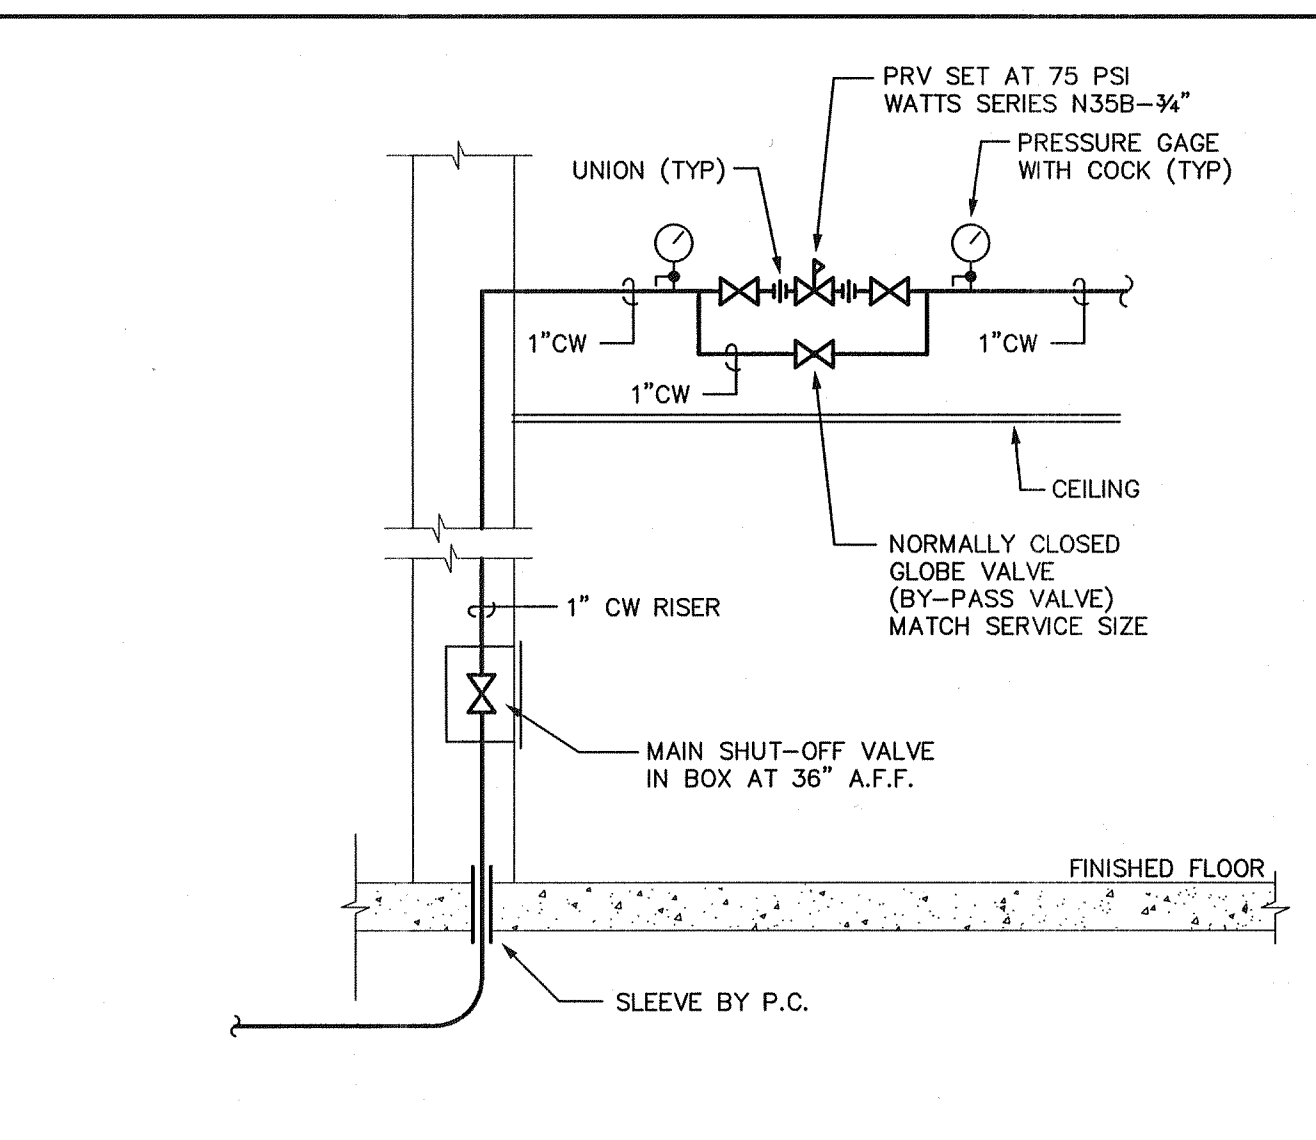 PRV SET AT 75 PSI
WATTS SERIES N35B-¾"
PRESSURE GAGE
WITH COCK (TYP)
UNION (TYP)
1"CW
1"CW
1"CW
CEILING
NORMALLY CLOSED
GLOBE VALVE
(BY-PASS VALVE)
MATCH SERVICE SIZE
1" CW RISER
MAIN SHUT-OFF VALVE
IN BOX AT 36" A.F.F.
FINISHED FLOOR
SLEEVE BY P.C.